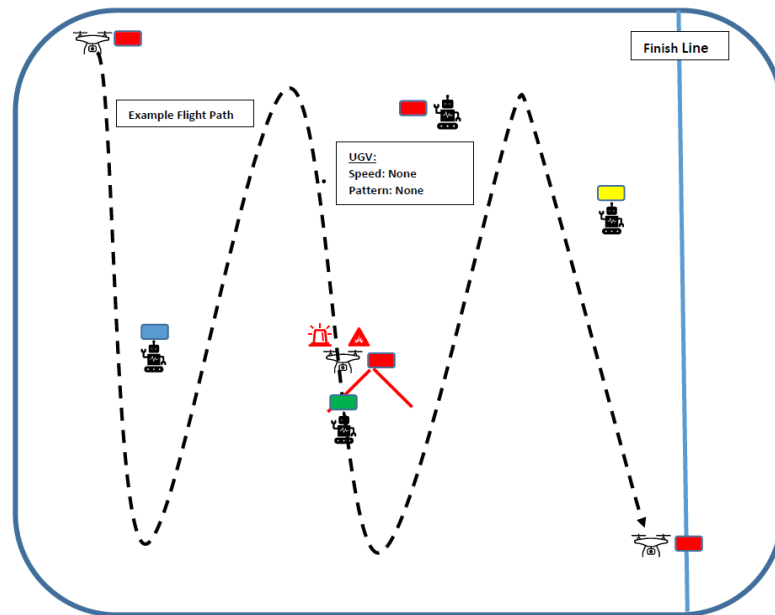 Finish Line
Example Flight Path
UGV:
Speed: None
Pattern: None